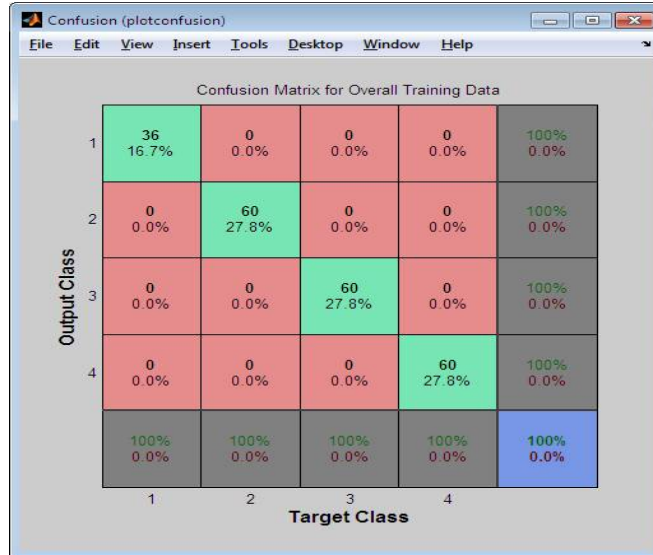 Confusion (plotconfusion)
File Edit View Insert Tools Desktop Window Help
Confusion Matrix for Overall Training Data
1 36 0 0 0 100%
16.7% 0.0% 0.0% 0.0% 0.0%
2 0 60 0 0 100%
0.0% 27.8% 0.0% 0.0% 0.0%
3 0 0 60 0 100%
0.0% 0.0% 27.8% 0.0% 0.0%
4 0 0 0 60 100%
0.0% 0.0% 0.0% 27.8% 0.0%
100% 100% 100% 100% 100%
0.0% 0.0% 0.0% 0.0% 0.0%
1 2 3 4
Output Class
Target Class